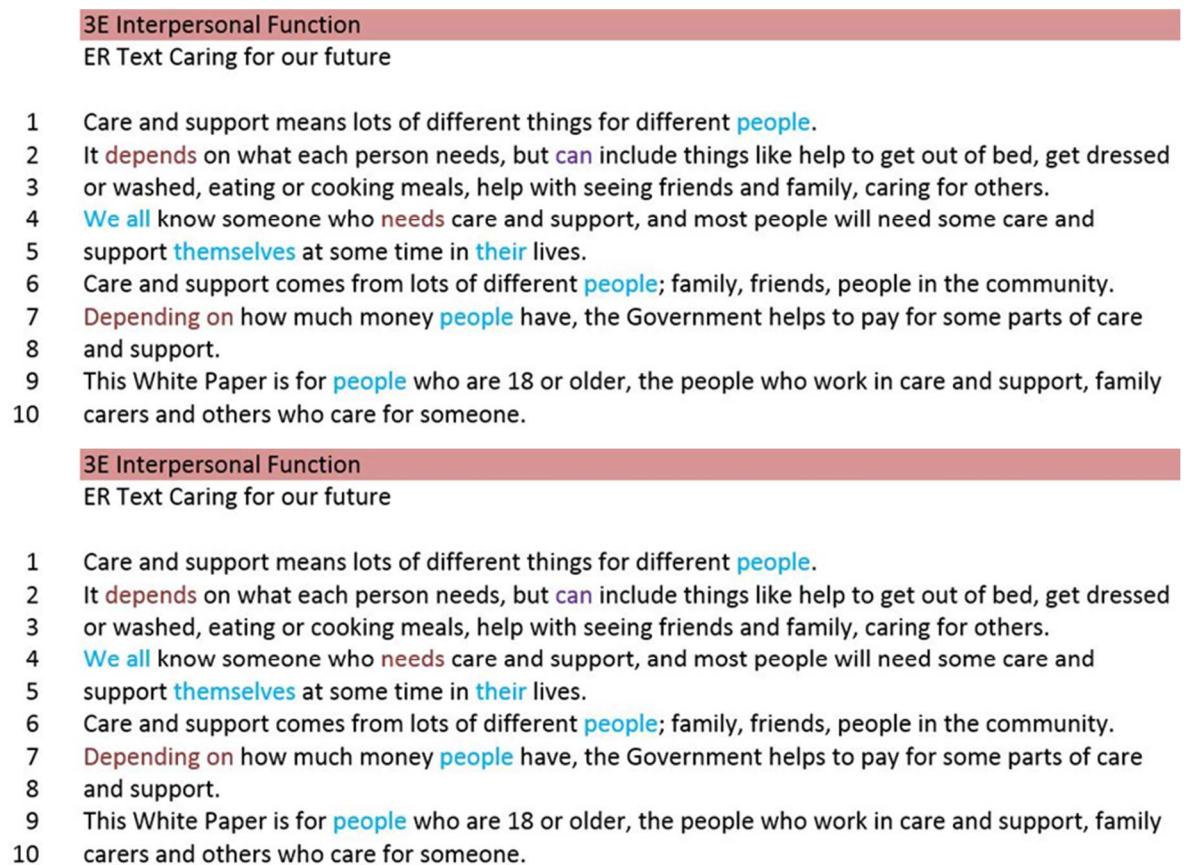 3E Interpersonal Function
ER Text Caring for our future
1 Care and support means lots of different things for different people.
2 It depends on what each person needs, but can include things like help to get out of bed, get dressed
3 or washed, eating or cooking meals, help with seeing friends and family, caring for others.
4 We all know someone who needs care and support, and most people will need some care and
5 support themselves at some time in their lives.
6 Care and support comes from lots of different people; family, friends, people in the community.
7 Depending on how much money people have, the Government helps to pay for some parts of care
8 and support.
9 This White Paper is for people who are 18 or older, the people who work in care and support, family
10 carers and others who care for someone.
3E Interpersonal Function
ER Text Caring for our future
1 Care and support means lots of different things for different people.
2 It depends on what each person needs, but can include things like help to get out of bed, get dressed
3 or washed, eating or cooking meals, help with seeing friends and family, caring for others.
4 We all know someone who needs care and support, and most people will need some care and
5 support themselves at some time in their lives.
6 Care and support comes from lots of different people; family, friends, people in the community.
7 Depending on how much money people have, the Government helps to pay for some parts of care
8 and support.
9 This White Paper is for people who are 18 or older, the people who work in care and support, family
10 carers and others who care for someone.